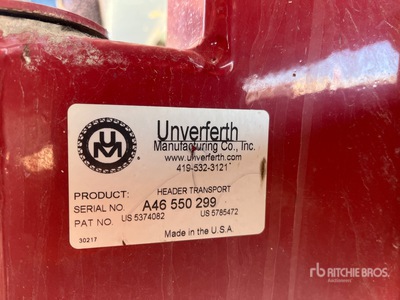 UM
Unverferth
Manufacturing Co., Inc.
www.unverferth.com
419-532-3121
PRODUCT: HEADER TRANSPORT
SERIAL NO. A46 550 299
PAT NO. US 5374082 US 5785472
30217 Made in the U.S.A.
rb RITCHIE BROS.
Auctioneers